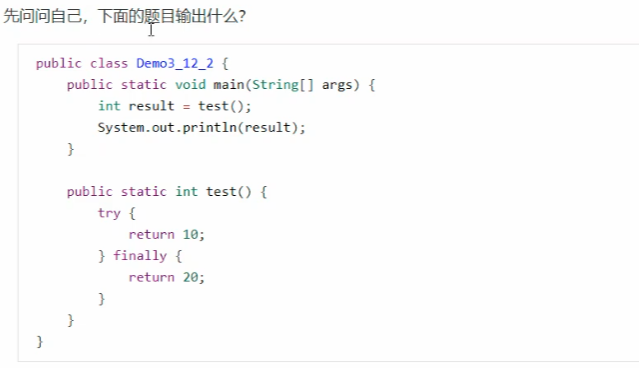 先问问自己，下面的题目输出什么？
public class Demo3_12_2 {
    public static void main(String[] args) {
        int result = test();
        System.out.println(result);
    }

    public static int test() {
        try {
            return 10;
        } finally {
            return 20;
        }
    }
}